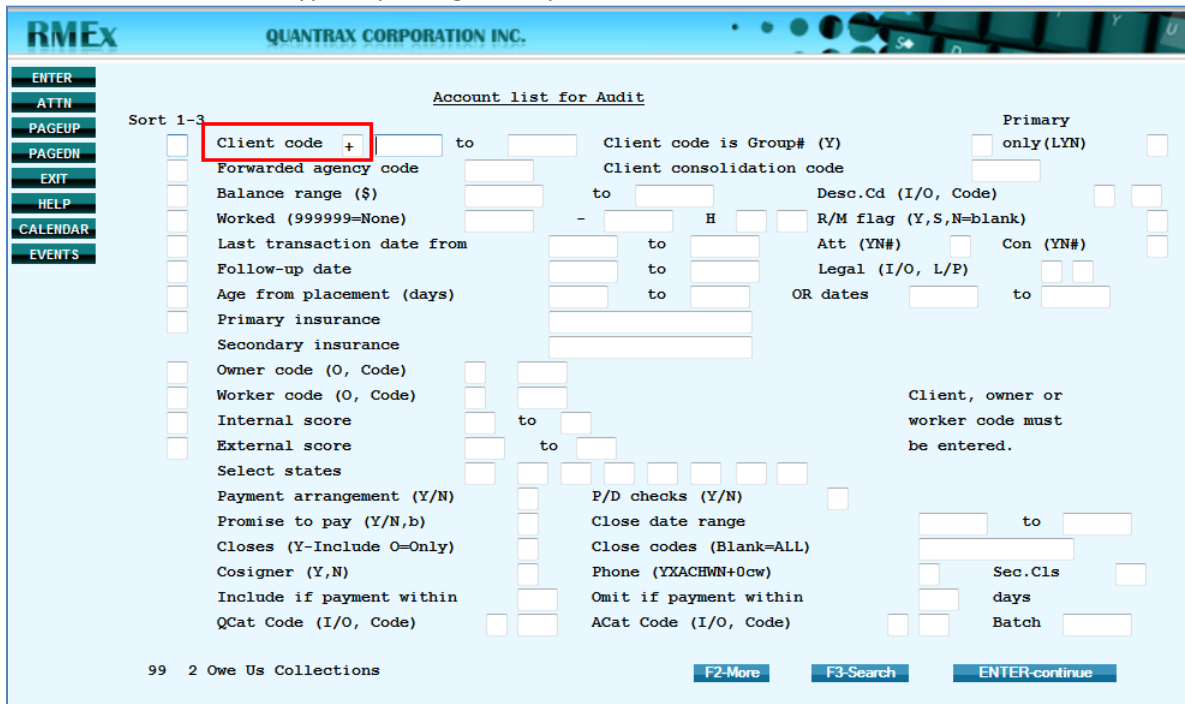 RMEx QUANTRAX CORPORATION INC.
ENTER
ATTN
PAGEUP
PAGEDN
EXIT
HELP
CALENDAR
EVENTS
Account list for Audit
Sort 1-3 Primary
Client code + to Client code is Group# (Y) only(LYN)
Forwarded agency code Client consolidation code
Balance range ($) to Desc.Cd (I/O, Code)
Worked (999999=None) - H R/M flag (Y,S,N=blank)
Last transaction date from to Att (YN#) Con (YN#)
Follow-up date to Legal (I/O, L/P)
Age from placement (days) to OR dates to
Primary insurance
Secondary insurance
Owner code (O, Code)
Worker code (O, Code) Client, owner or
Internal score to worker code must
External score to be entered.
Select states
Payment arrangement (Y/N) P/D checks (Y/N)
Promise to pay (Y/N,b) Close date range to
Closes (Y-Include O=Only) Close codes (Blank=ALL)
Cosigner (Y,N) Phone (YXACHWN+0cw) Sec.Cls
Include if payment within Omit if payment within days
QCat Code (I/O, Code) ACat Code (I/O, Code) Batch
99 2 Owe Us Collections F2-More F3-Search ENTER-continue